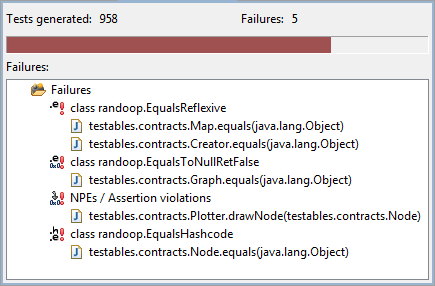 Tests generated: 958 Failures: 5
Failures:
Failures
class randoop.EqualsReflexive
testables.contracts.Map.equals(java.lang.Object)
testables.contracts.Creator.equals(java.lang.Object)
class randoop.EqualsToNullRetFalse
testables.contracts.Graph.equals(java.lang.Object)
NPEs / Assertion violations
testables.contracts.Plotter.drawNode(testables.contracts.Node)
class randoop.EqualsHashcode
testables.contracts.Node.equals(java.lang.Object)